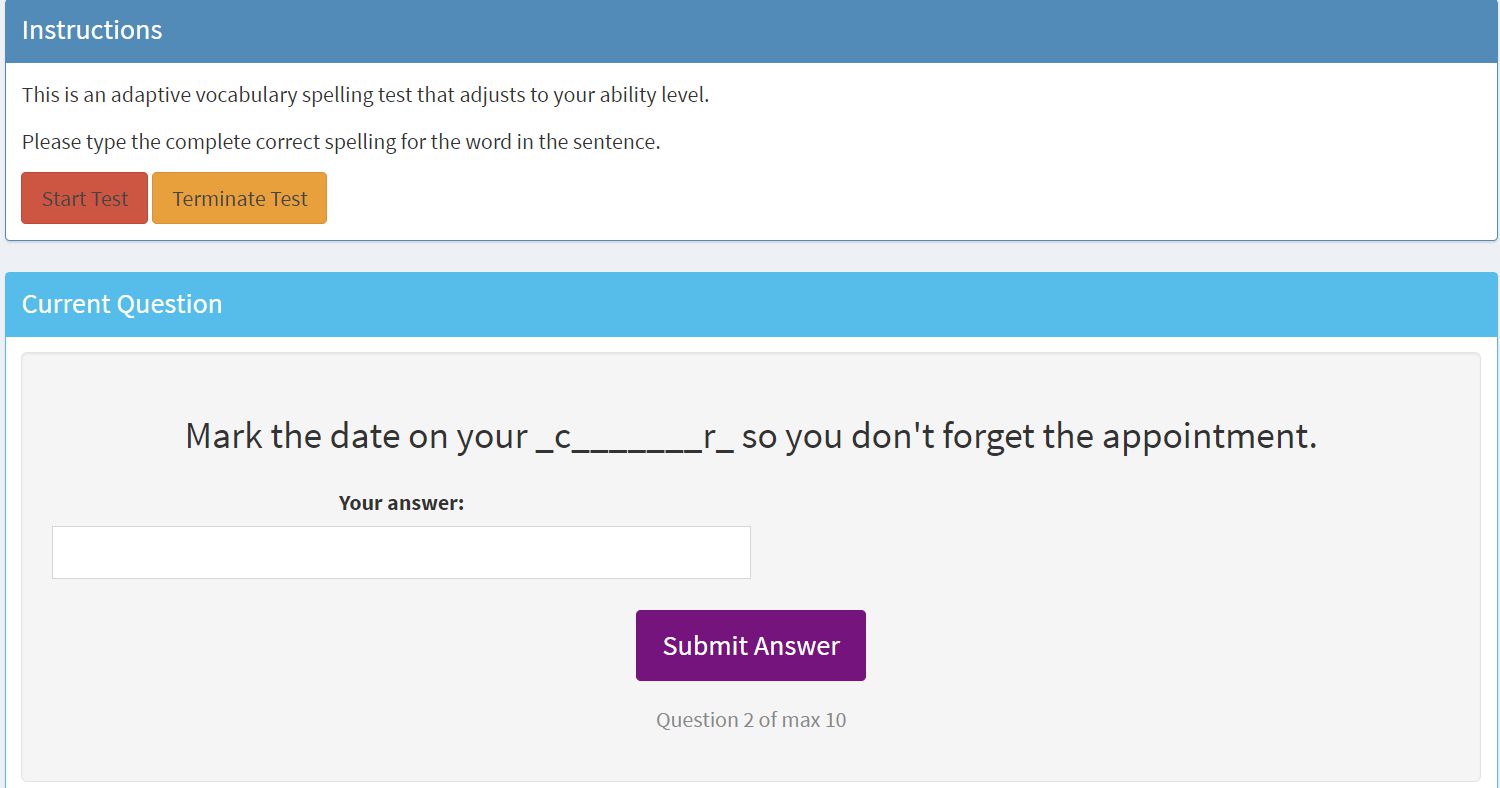 Instructions
This is an adaptive vocabulary spelling test that adjusts to your ability level.
Please type the complete correct spelling for the word in the sentence.
Start Test Terminate Test
Current Question
Mark the date on your _c_______r_ so you don't forget the appointment.
Your answer:
Submit Answer
Question 2 of max 10